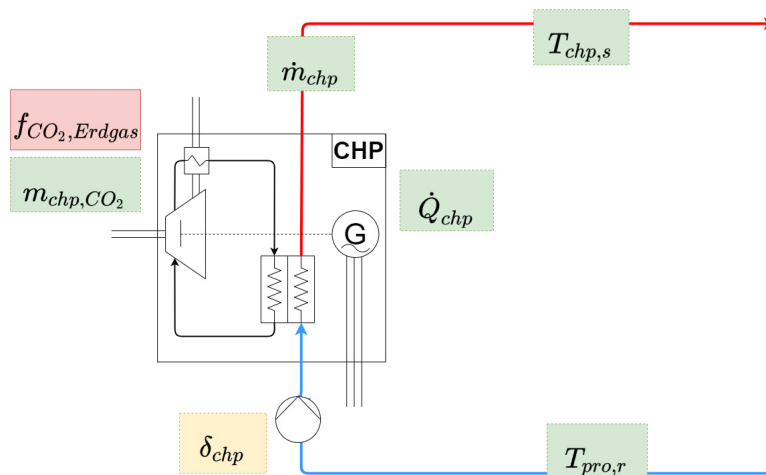 T_{chp,s}
ṁ_{chp}
f_{CO_2,Erdgas}
CHP
m_{chp,CO_2}
Q̇_{chp}
G
δ_{chp}
T_{pro,r}